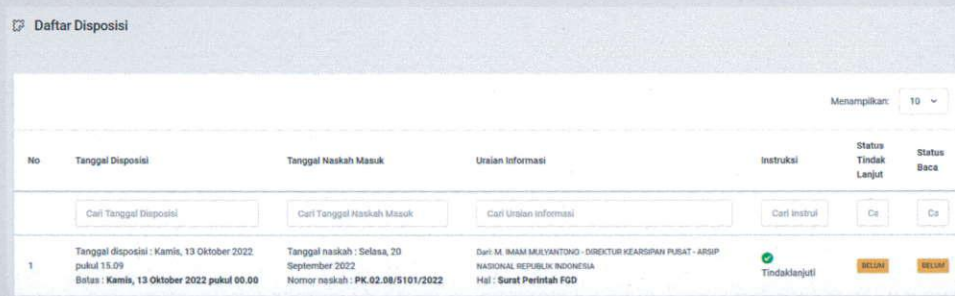 Daftar Disposisi
Menampilkan: 10
No Tanggal Disposisi Tanggal Naskah Masuk Uraian Informasi Instruksi Status Tindak Lanjut Status Baca
Cari Tanggal Disposisi Cari Tanggal Naskah Masuk Cari Uraian Informasi Cari Instrul Ca Ca
1
Tanggal disposisi : Kamis, 13 Oktober 2022
pukul 15.09
Batas : Kamis, 13 Oktober 2022 pukul 00.00
Tanggal naskah : Selasa, 20
September 2022
Nomor naskah : PK.02.08/5101/2022
Dari: M. IMAM MULYANTONO - DIREKTUR KEARSIPAN PUSAT - ARSIP
NASIONAL REPUBLIK INDONESIA
Hal : Surat Perintah FGD
Tindaklanjuti
BELUM
BELUM